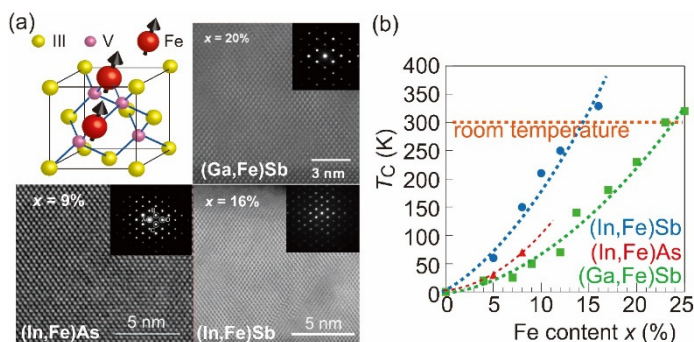 (a)
III V Fe
x = 20%
(Ga,Fe)Sb
3 nm
x = 9%
(In,Fe)As
5 nm
x = 16%
(In,Fe)Sb
5 nm
(b)
400
350
300
250
200
150
100
50
0
T_C (K)
room temperature
(In,Fe)Sb
(In,Fe)As
(Ga,Fe)Sb
0 5 10 15 20 25
Fe content x (%)